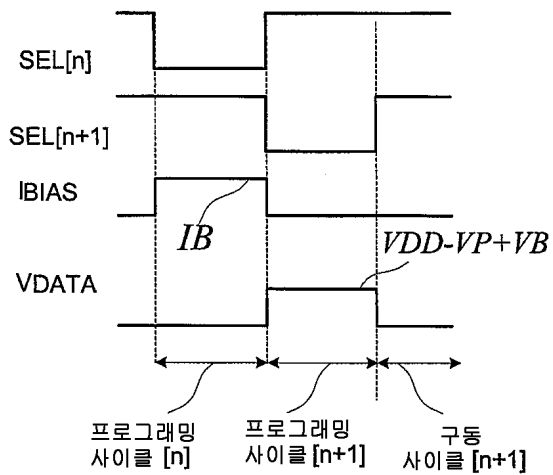 SEL[n]
SEL[n+1]
IBIAS
IB
VDD-VP+VB
VDATA
프로그래밍
사이클 [n]
프로그래밍
사이클[n+1]
구동
사이클[n+1]